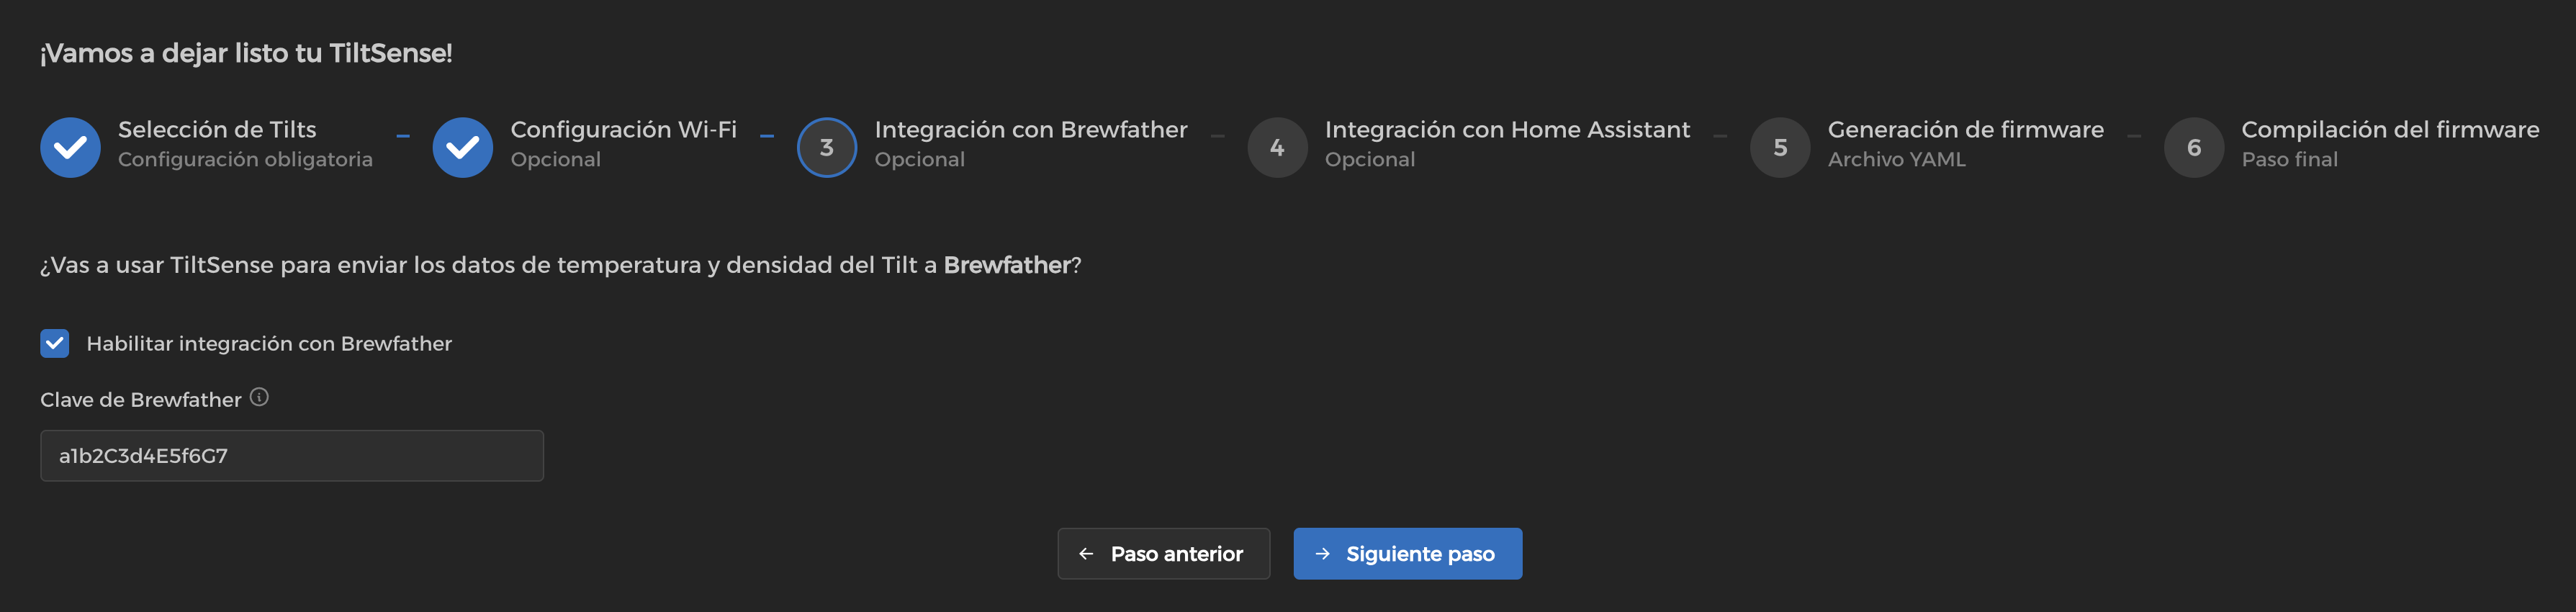 ¡Vamos a dejar listo tu TiltSense!
Selección de Tilts
Configuración obligatoria
Configuración Wi-Fi
Opcional
3
Integración con Brewfather
Opcional
4
Integración con Home Assistant
Opcional
5
Generación de firmware
Archivo YAML
6
Compilación del firmware
Paso final
¿Vas a usar TiltSense para enviar los datos de temperatura y densidad del Tilt a Brewfather?
Habilitar integración con Brewfather
Clave de Brewfather
a1b2C3d4E5f6G7
← Paso anterior
→ Siguiente paso